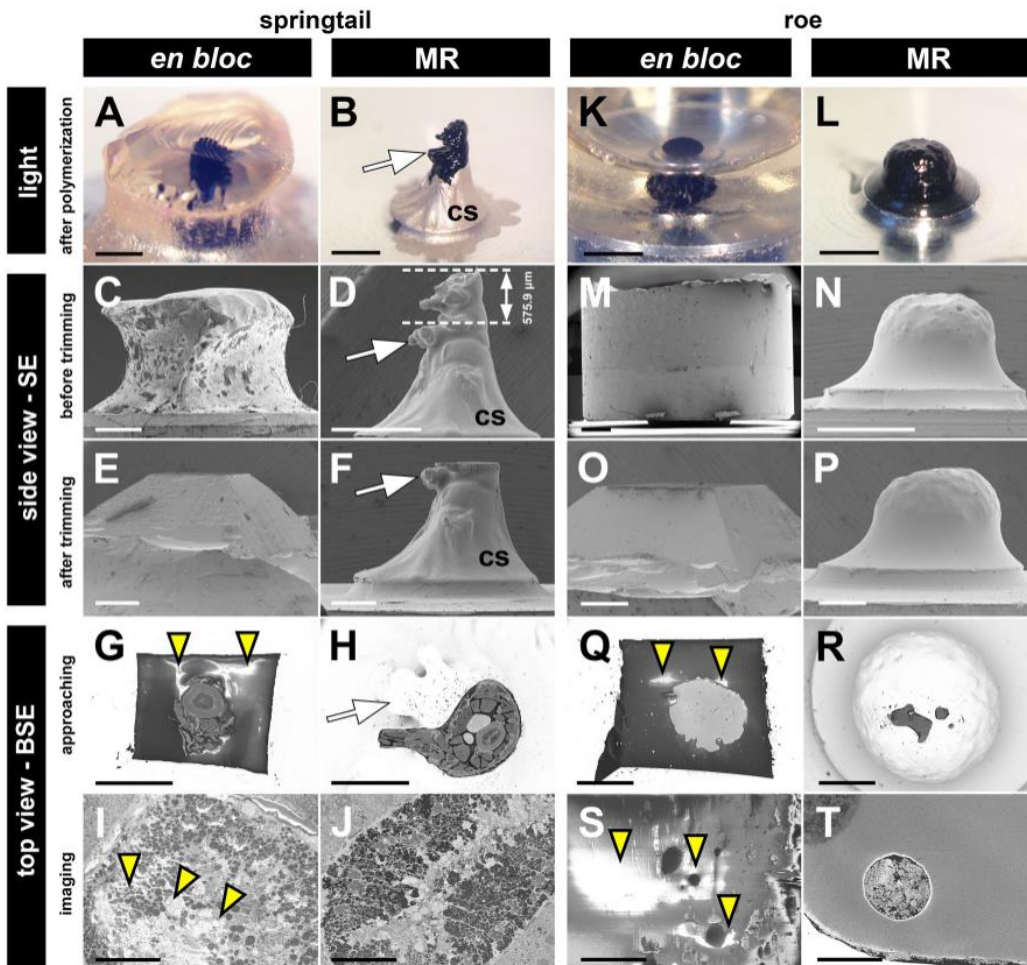 springtail
roe
en bloc
MR
en bloc
MR
light
after polymerization
A
B
cs
K
L
side view - SE
before trimming
C
D
575.9 µm
cs
M
N
after trimming
E
F
cs
O
P
top view - BSE
approaching
G
H
Q
R
imaging
I
J
S
T